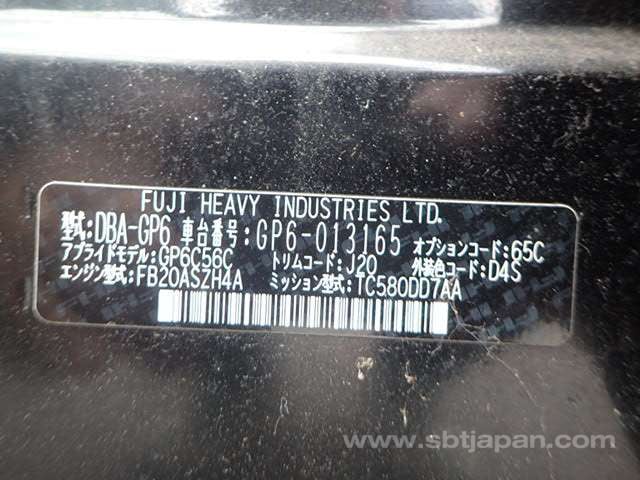 FUJI HEAVY INDUSTRIES LTD.
型式:DBA-GP6 車台番号:GP6-013165 オプションコード:65C
アプライドモデル:GP6C56C トリムコード:J20 外装色コード:D4S
エンジン型式:FB20ASZH4A ミッション型式:TC580DD7AA
www.sbtjapan.com/